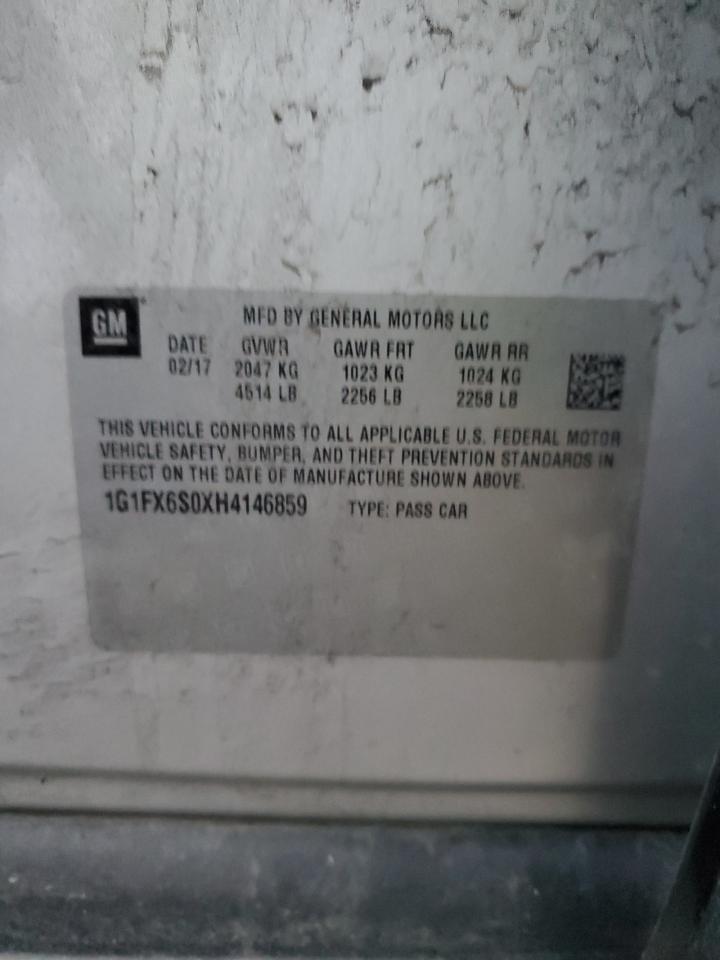 GM
MFD BY GENERAL MOTORS LLC
DATE GVWR GAWR FRT GAWR RR
02/17 2047 KG 1023 KG 1024 KG
4514 LB 2256 LB 2258 LB
THIS VEHICLE CONFORMS TO ALL APPLICABLE U.S. FEDERAL MOTOR
VEHICLE SAFETY, BUMPER, AND THEFT PREVENTION STANDARDS IN
EFFECT ON THE DATE OF MANUFACTURE SHOWN ABOVE.
1G1FX6S0XH4146859 TYPE: PASS CAR